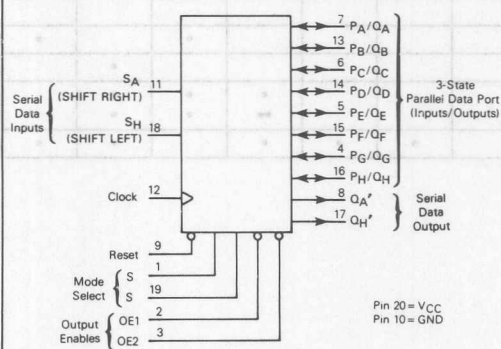 7 PA/QA
13 PB/QB
6 PC/QC
14 PD/QD
5 PE/QE
15 PF/QF
4 PG/QG
16 PH/QH
3-State
Parallel Data Port
(Inputs/Outputs)
Serial
Data
Inputs
SA
11
(SHIFT RIGHT)
SH
18
(SHIFT LEFT)
Clock 12
8 QA'
17 QH'
Serial
Data
Output
Reset 9
Mode
Select
S 1
S 19
Output
Enables
OE1 2
OE2 3
Pin 20 = VCC
Pin 10 = GND